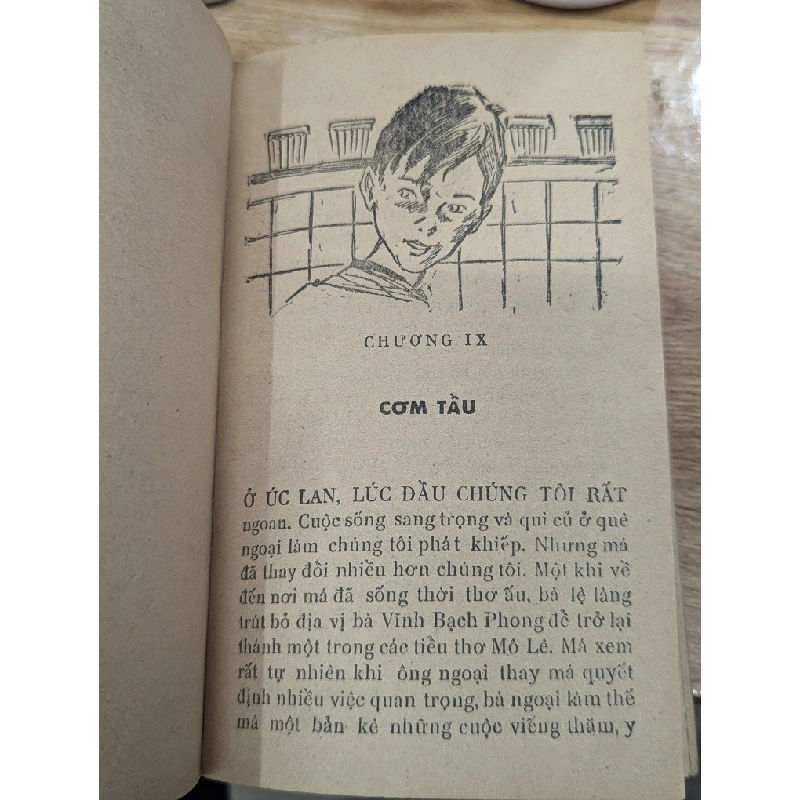 CHƯƠNG IX
CƠM TẦU
Ở ÚC LAN, LÚC ĐẦU CHÚNG TÔI RẤT
ngoan. Cuộc sống sang trọng và qui củ ở quê
ngoại làm chúng tôi phát khiếp. Nhưng má
đã thay đổi nhiều hơn chúng tôi. Một khi về
đến nơi má đã sống thời thơ ấu, bà lẹ làng
trút bỏ địa vị bà Vĩnh Bạch Phong để trở lại
thành một trong các tiểu thơ Mô Lê. Má xem
rất tự nhiên khi ông ngoại thay má quyết
định nhiều việc quan trọng, bà ngoại làm thế
má một bản kê những cuộc viếng thăm, y